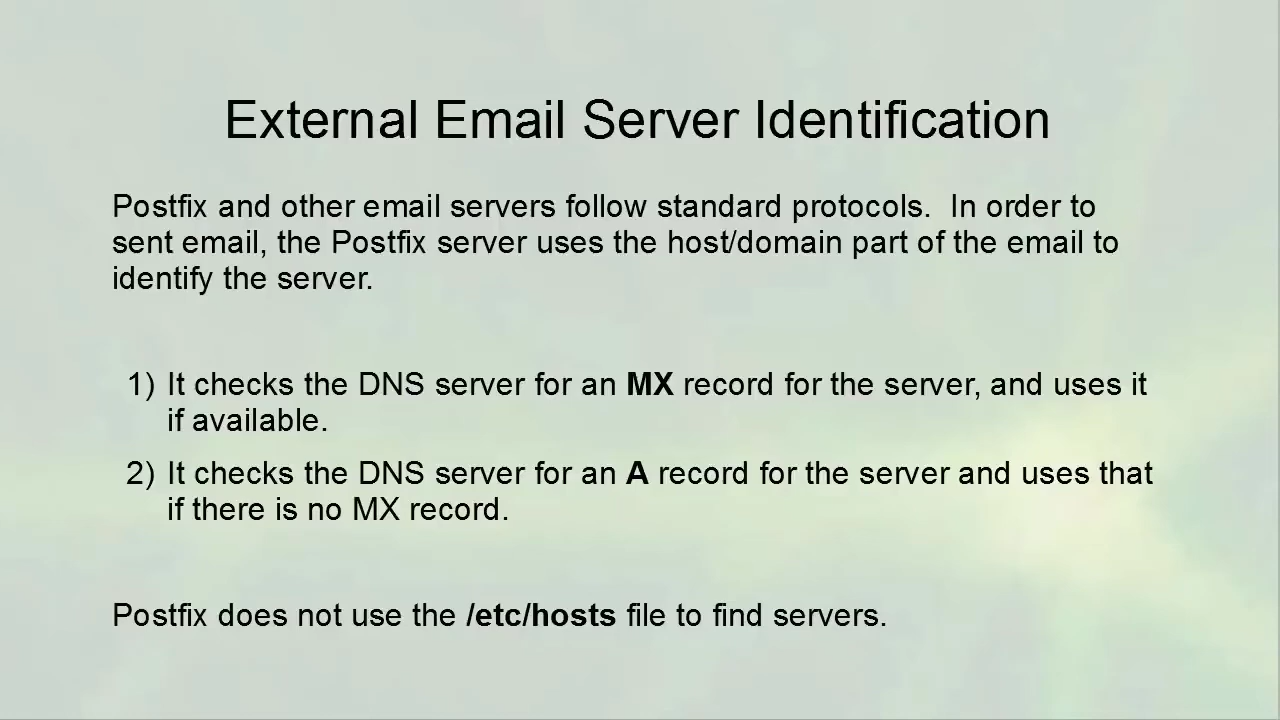 External Email Server Identification
Postfix and other email servers follow standard protocols.  In order to
sent email, the Postfix server uses the host/domain part of the email to
identify the server.
1) It checks the DNS server for an MX record for the server, and uses it
if available.
2) It checks the DNS server for an A record for the server and uses that
if there is no MX record.
Postfix does not use the /etc/hosts file to find servers.